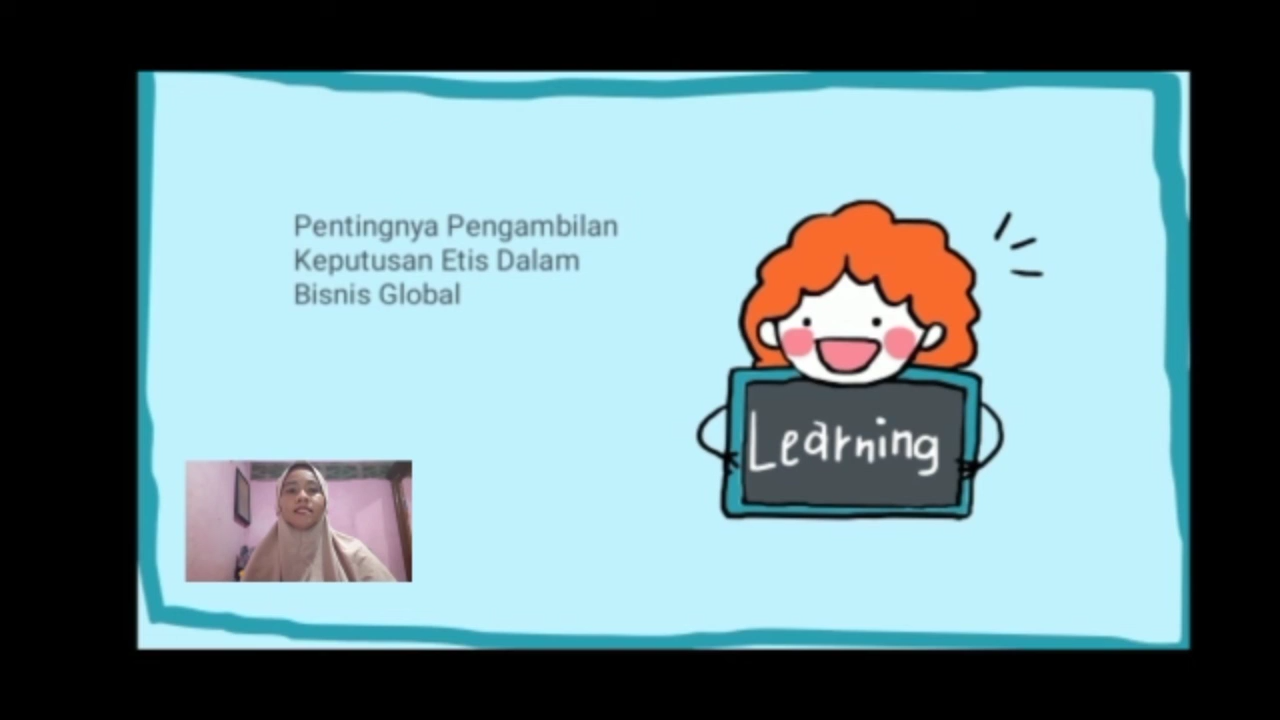 Pentingnya Pengambilan
Keputusan Etis Dalam
Bisnis Global
Learning